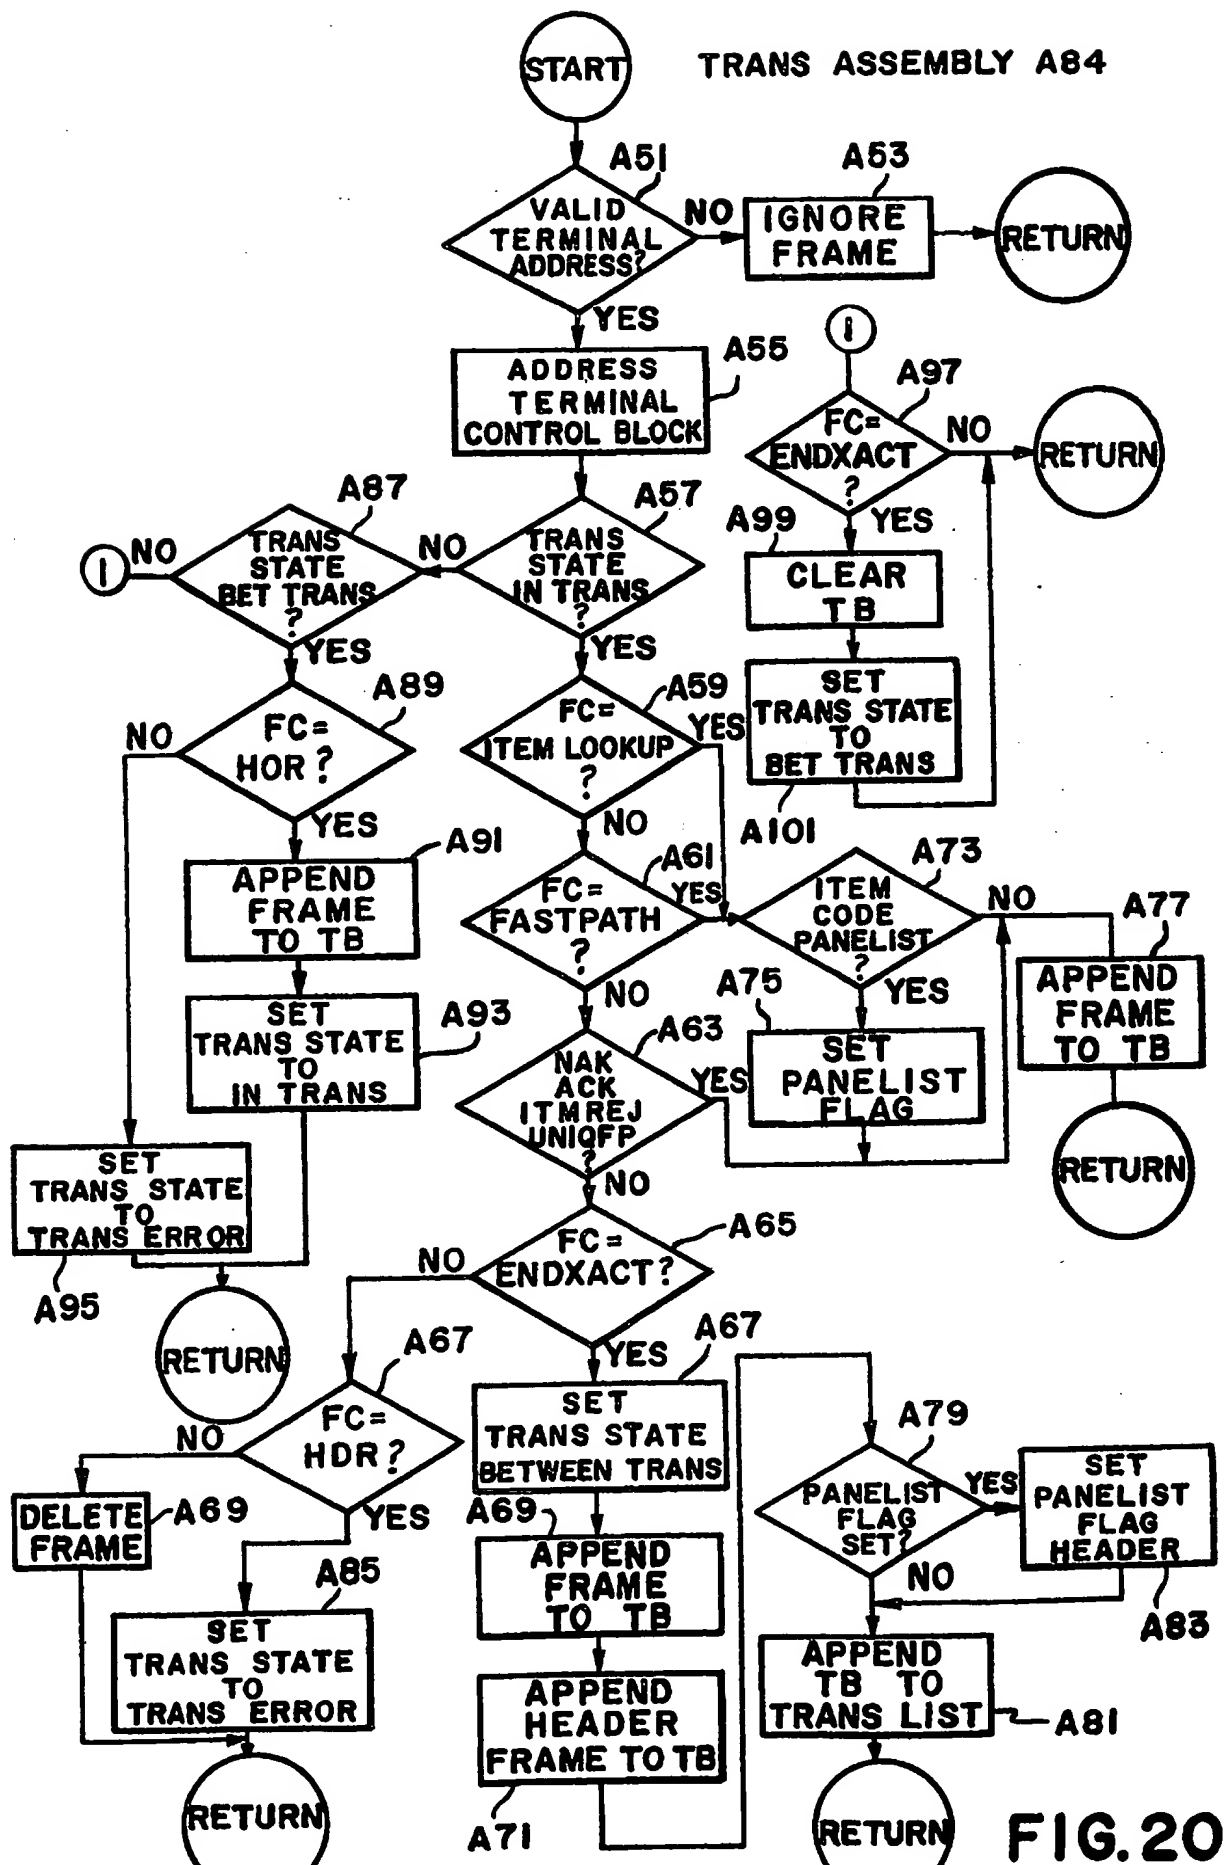 START
TRANS ASSEMBLY A84
A51
VALID
TERMINAL
ADDRESS?
NO
A53
IGNORE
FRAME
RETURN
YES
A55
ADDRESS
TERMINAL
CONTROL BLOCK
1
A97
FC=
ENDXACT
?
NO
RETURN
YES
A99
CLEAR
TB
SET
TRANS STATE
TO
BET TRANS
A101
A57
TRANS
STATE
IN TRANS
?
NO
YES
A87
TRANS
STATE
BET TRANS
?
NO
1
YES
A89
FC=
HOR?
NO
YES
A91
APPEND
FRAME
TO TB
A93
SET
TRANS STATE
TO
IN TRANS
SET
TRANS STATE
TO
TRANS ERROR
A95
RETURN
A59
FC=
ITEM LOOKUP
?
YES
NO
A61
FC=
FASTPATH
?
YES
NO
A73
ITEM
CODE
PANELIST
?
NO
YES
A77
APPEND
FRAME
TO TB
RETURN
A75
SET
PANELIST
FLAG
A63
NAK
ACK
ITMREJ
UNIQFP
?
YES
NO
A65
FC=
ENDXACT?
NO
YES
A67
FC=
HDR?
NO
YES
DELETE
FRAME
A69
A85
SET
TRANS STATE
TO
TRANS ERROR
RETURN
A67
SET
TRANS STATE
BETWEEN TRANS
A69
APPEND
FRAME
TO TB
APPEND
HEADER
FRAME TO TB
A71
A79
PANELIST
FLAG
SET?
YES
NO
SET
PANELIST
FLAG
HEADER
A83
APPEND
TB TO
TRANS LIST
A81
RETURN
FIG.20